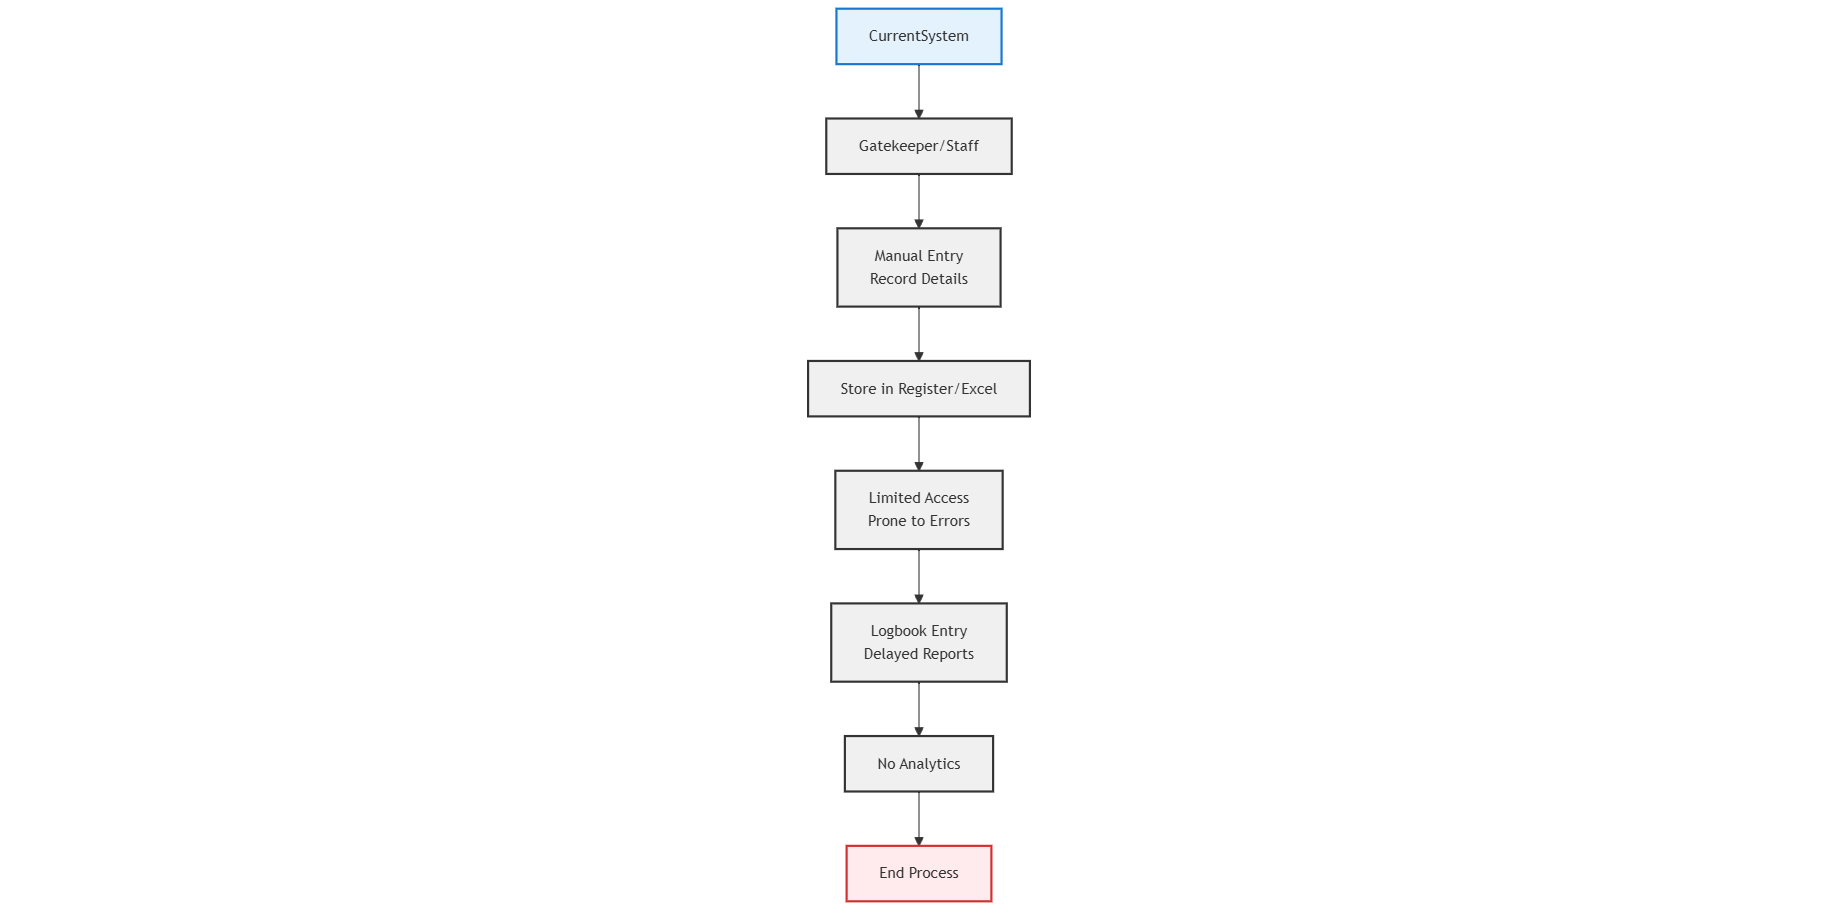 CurrentSystem
Gatekeeper/Staff
Manual Entry
Record Details
Store in Register/Excel
Limited Access
Prone to Errors
Logbook Entry
Delayed Reports
No Analytics
End Process